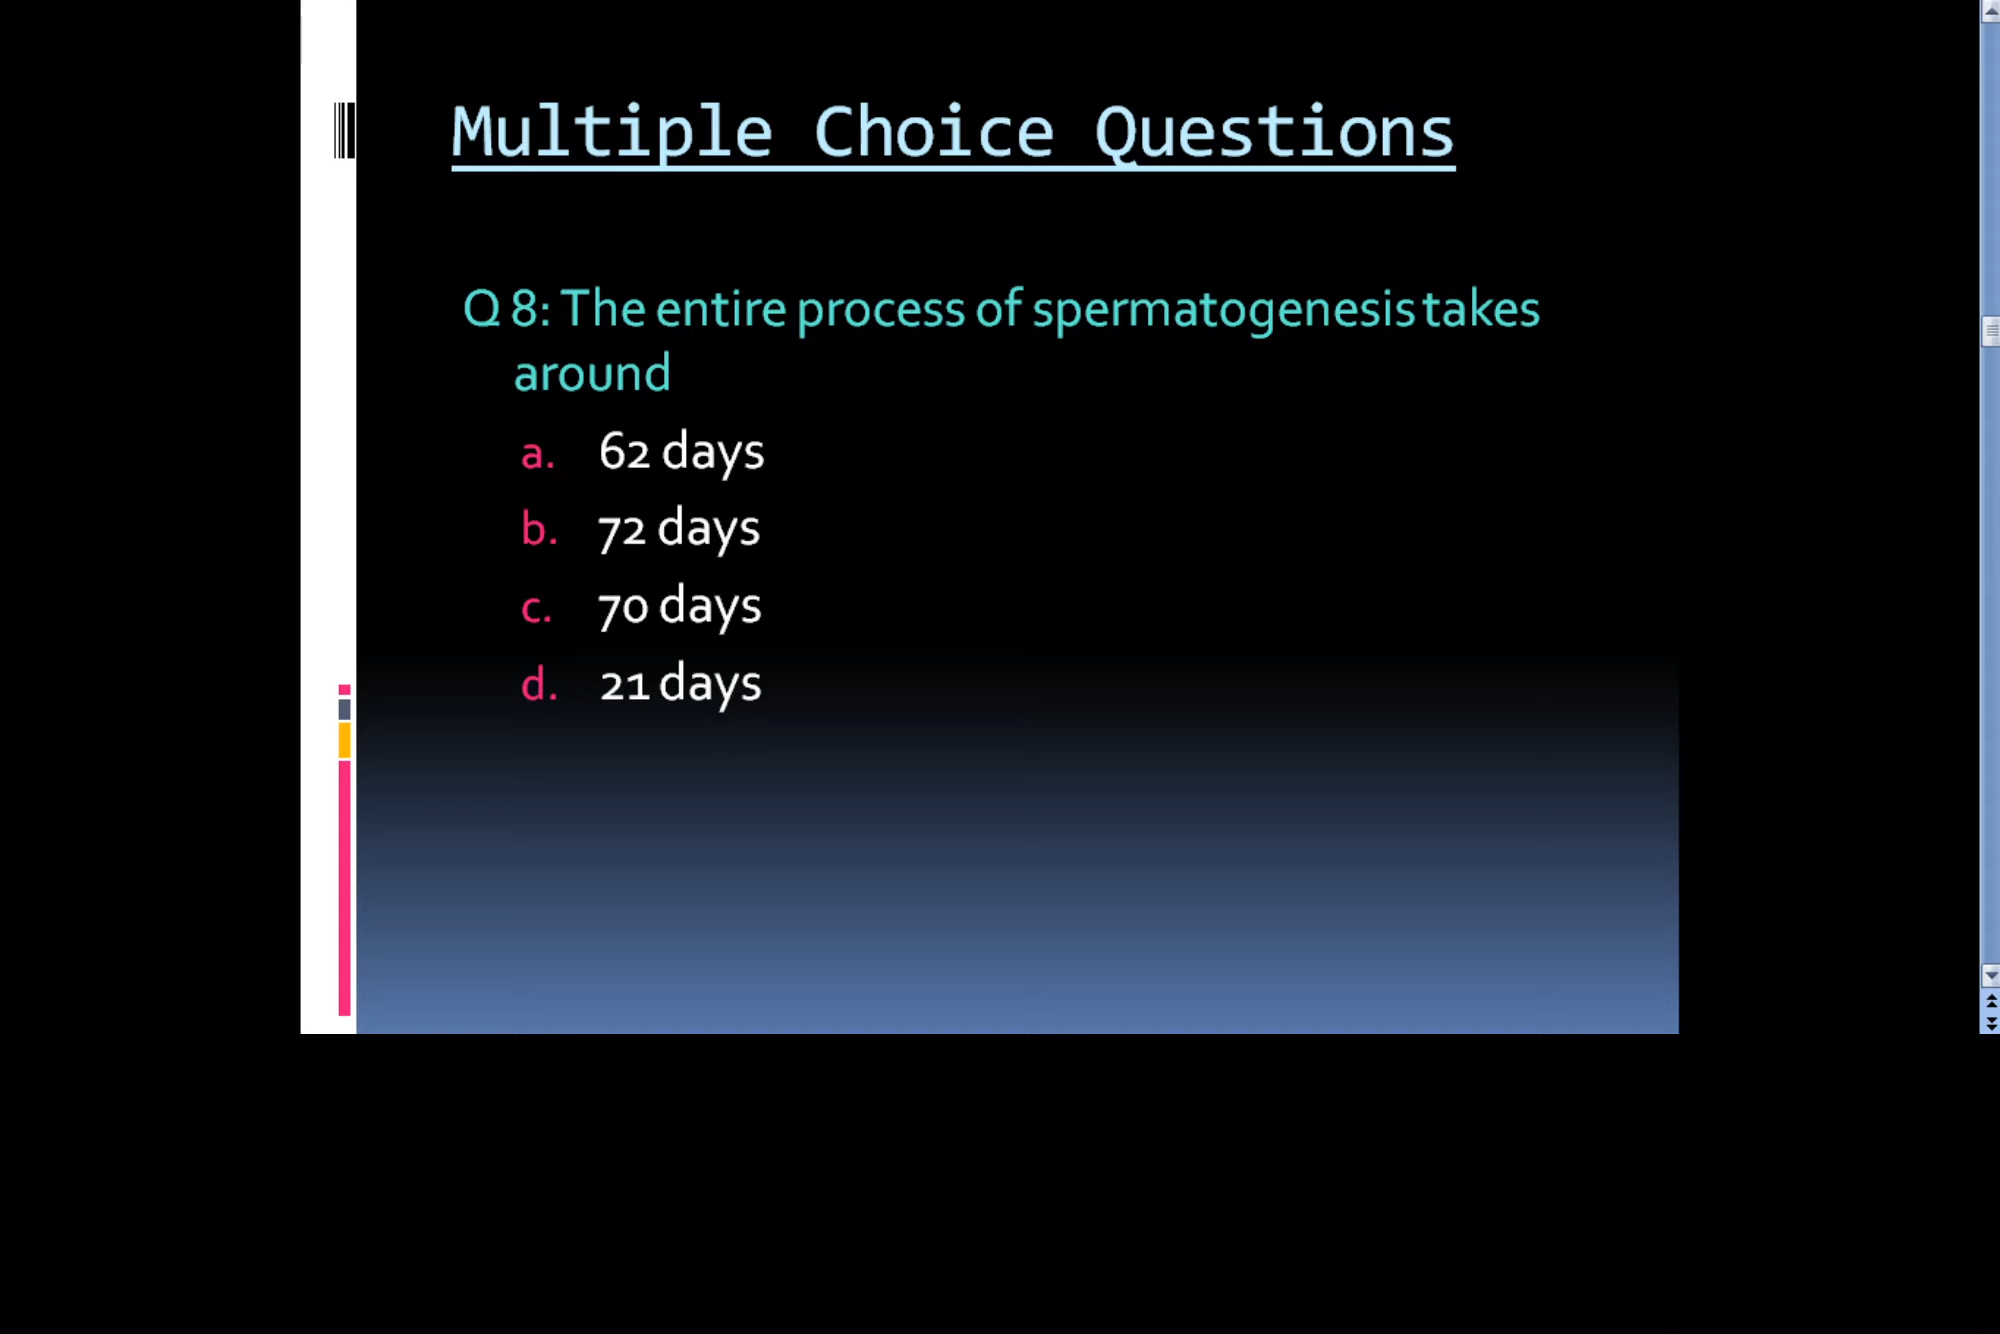 Multiple Choice Questions
Q 8: The entire process of spermatogenesis takes
around
a. 62 days
b. 72 days
c. 70 days
d. 21 days